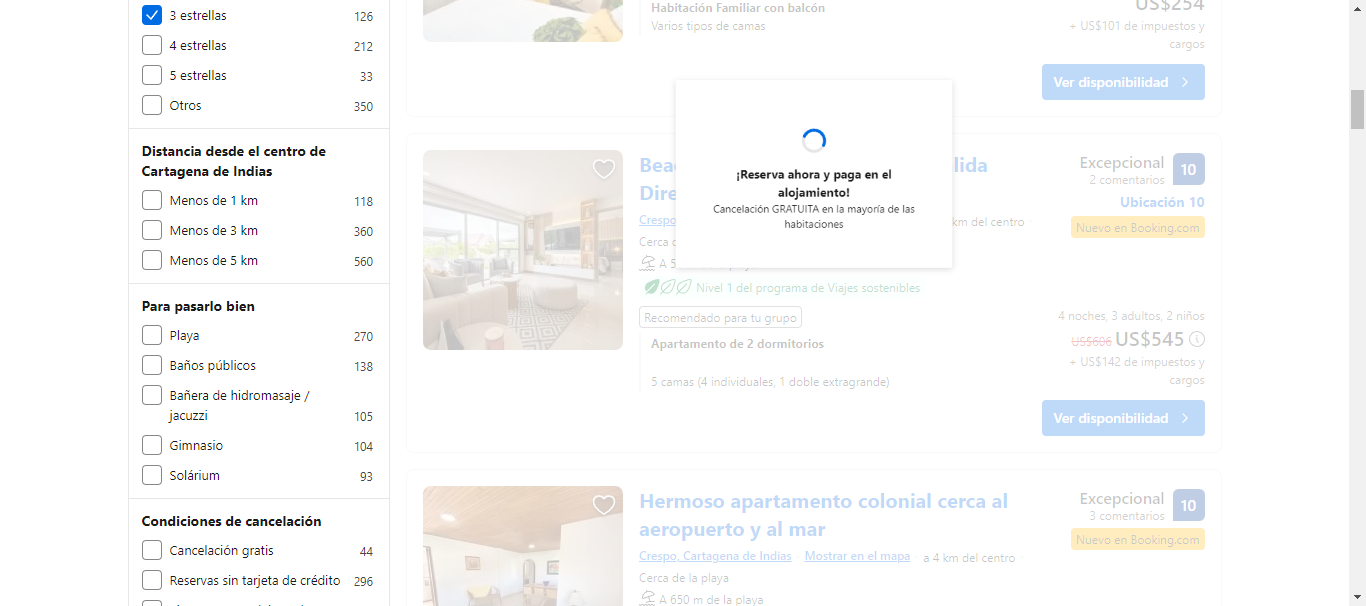 3 estrellas 126
4 estrellas 212
5 estrellas 33
Otros 350
Distancia desde el centro de
Cartagena de Indias
Menos de 1 km 118
Menos de 3 km 360
Menos de 5 km 560
Para pasarlo bien
Playa 270
Baños públicos 138
Bañera de hidromasaje /
jacuzzi 105
Gimnasio 104
Solárium 93
Condiciones de cancelación
Cancelación gratis 44
Reservas sin tarjeta de crédito 296
Habitación Familiar con balcón
Varios tipos de camas
US$254
+ US$101 de impuestos y
cargos
Ver disponibilidad
¡Reserva ahora y paga en el
alojamiento!
Cancelación GRATUITA en la mayoría de las
habitaciones
lida
Dire
Crespo
km del centro
Cerca
A
Nivel 1 del programa de Viajes sostenibles
Recomendado para tu grupo
Apartamento de 2 dormitorios
5 camas (4 individuales, 1 doble extragrande)
Excepcional 10
2 comentarios
Ubicación 10
Nuevo en Booking.com
4 noches, 3 adultos, 2 niños
US$606 US$545
+ US$142 de impuestos y
cargos
Ver disponibilidad
Hermoso apartamento colonial cerca al
aeropuerto y al mar
Crespo, Cartagena de Indias Mostrar en el mapa a 4 km del centro
Cerca de la playa
A 650 m de la playa
Excepcional 10
3 comentarios
Nuevo en Booking.com